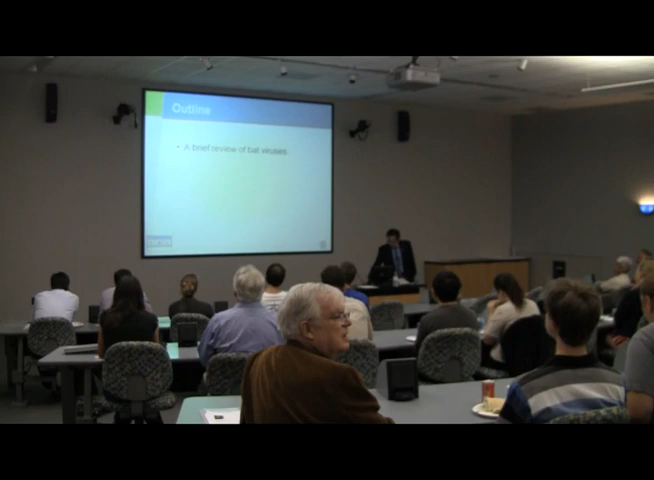 Outline
• A brief review of bat viruses